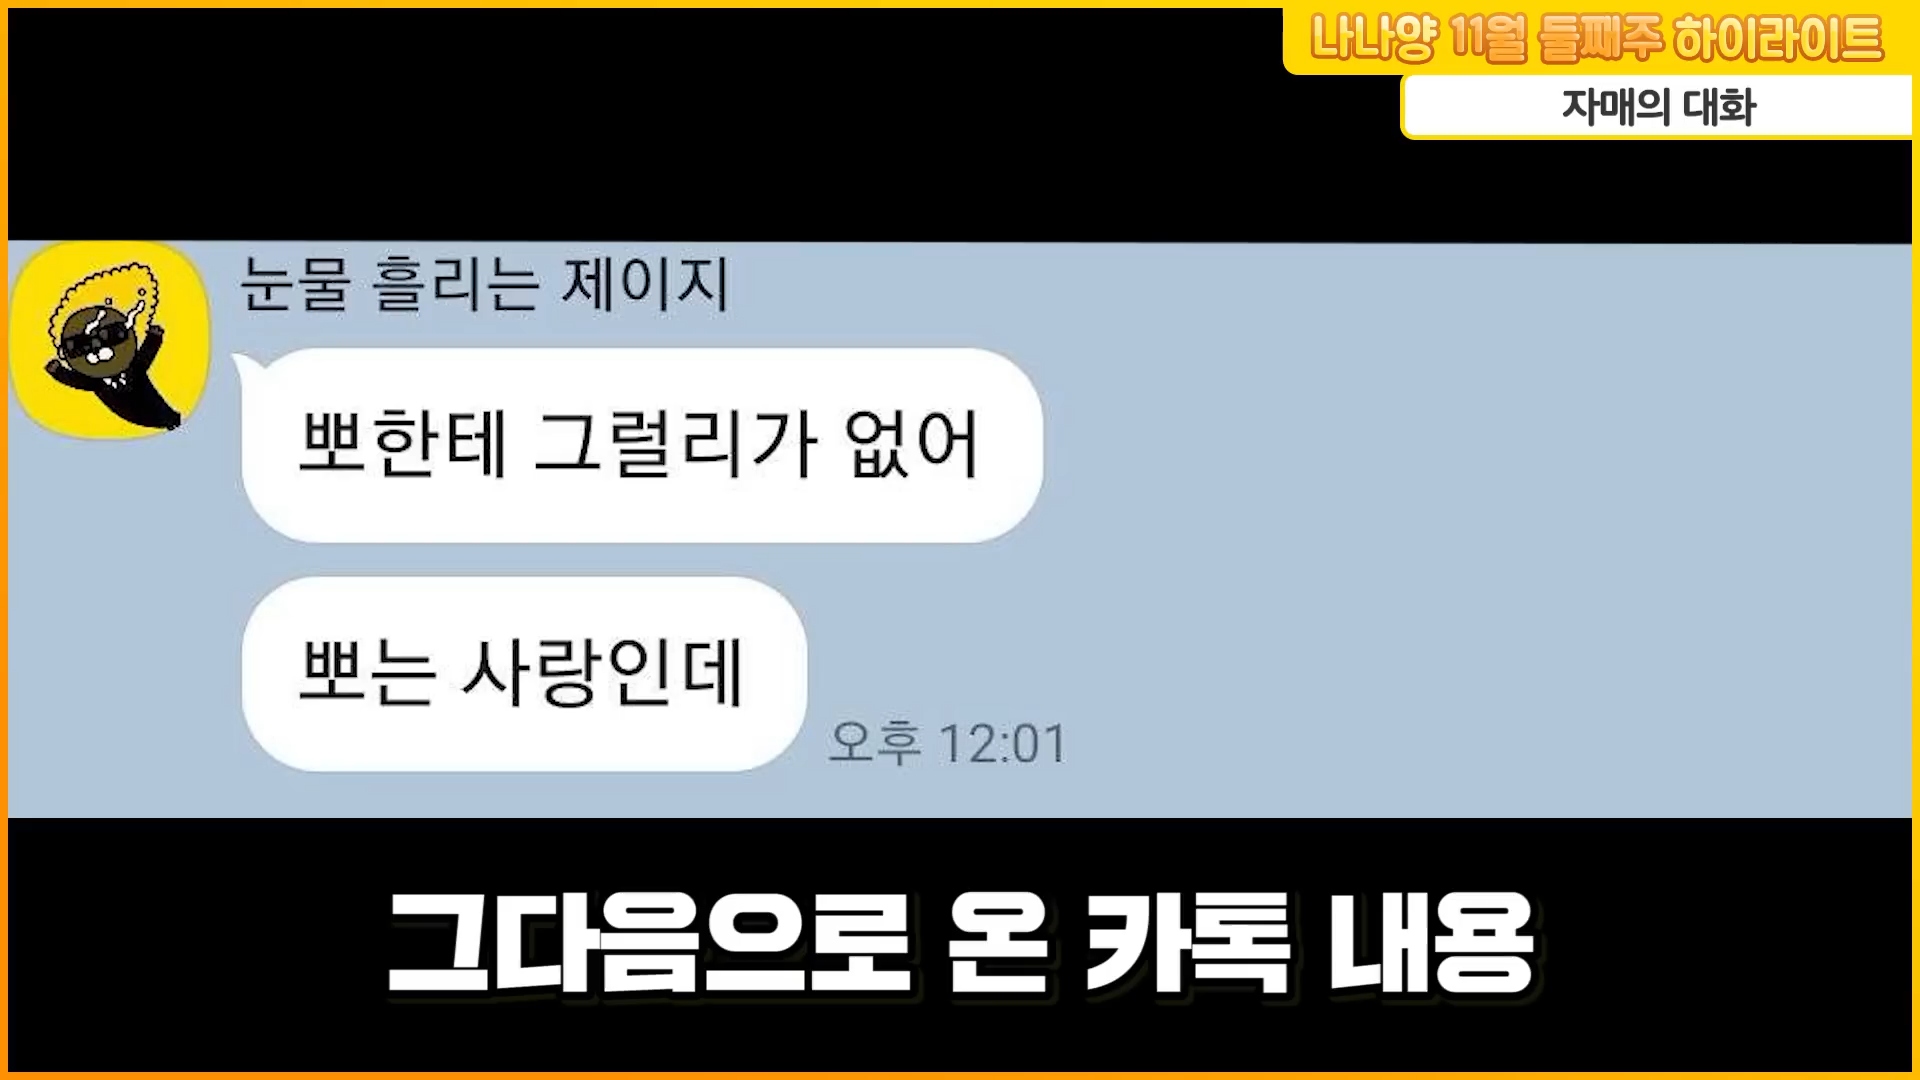 나나양 11월 둘째주 하이라이트
자매의 대화
눈물 흘리는 제이지
뽀한테 그럴리가 없어
뽀는 사랑인데
오후 12:01
그다음으로 온 카톡 내용